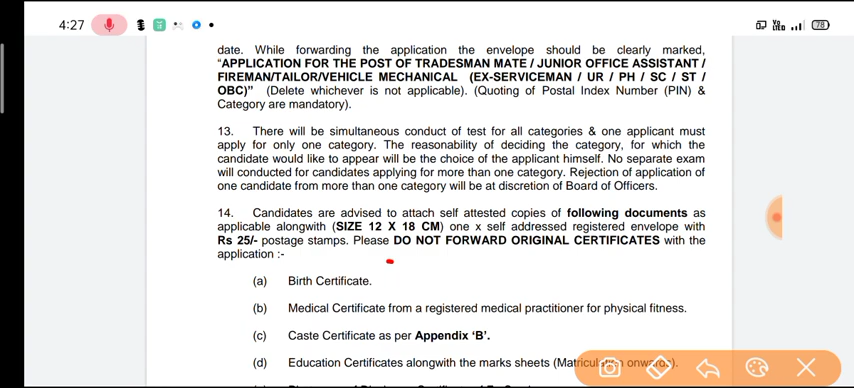 4:27
78
date. While forwarding the application the envelope should be clearly marked,
“APPLICATION FOR THE POST OF TRADESMAN MATE / JUNIOR OFFICE ASSISTANT /
FIREMAN/TAILOR/VEHICLE MECHANICAL (EX-SERVICEMAN / UR / PH / SC / ST /
OBC)” (Delete whichever is not applicable). (Quoting of Postal Index Number (PIN) &
Category are mandatory).
13. There will be simultaneous conduct of test for all categories & one applicant must
apply for only one category. The reasonability of deciding the category, for which the
candidate would like to appear will be the choice of the applicant himself. No separate exam
will conducted for candidates applying for more than one category. Rejection of application of
one candidate from more than one category will be at discretion of Board of Officers.
14. Candidates are advised to attach self attested copies of following documents as
applicable alongwith (SIZE 12 X 18 CM) one x self addressed registered envelope with
Rs 25/- postage stamps. Please DO NOT FORWARD ORIGINAL CERTIFICATES with the
application :-
(a) Birth Certificate.
(b) Medical Certificate from a registered medical practitioner for physical fitness.
(c) Caste Certificate as per Appendix ‘B’.
(d) Education Certificates alongwith the marks sheets (Matriculation onwards).